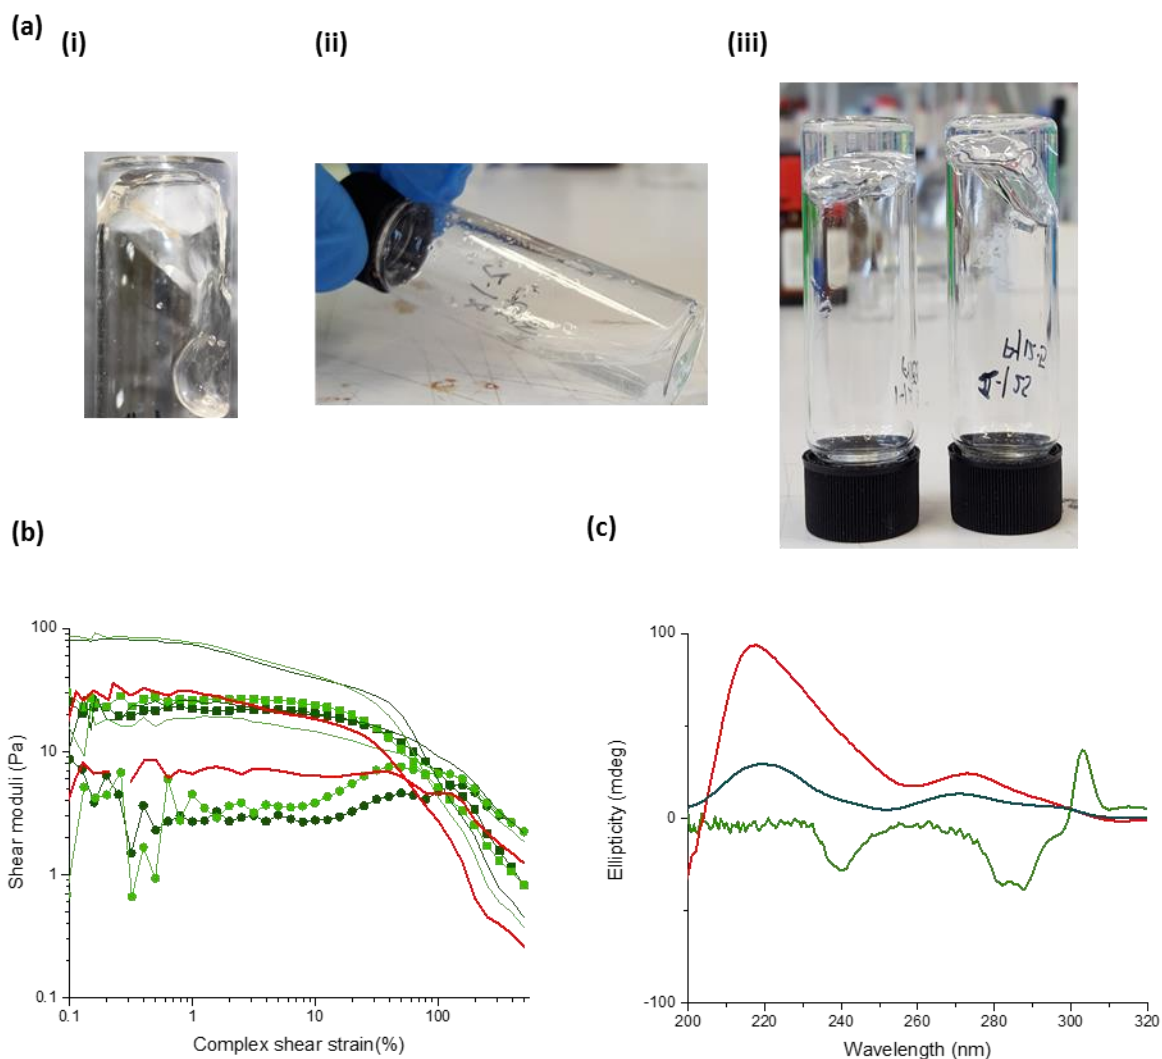 (a)
(i)
(ii)
(iii)
(b)
(c)
100
10
1
0.1
Shear moduli (Pa)
0.1
1
10
100
Complex shear strain(%)
100
0
-100
Ellipticity (mdeg)
200
220
240
260
280
300
320
Wavelength (nm)